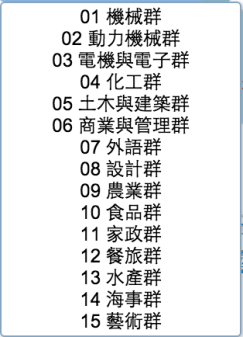 01 機械群
02 動力機械群
03 電機與電子群
04 化工群
05 土木與建築群
06 商業與管理群
07 外語群
08 設計群
09 農業群
10 食品群
11 家政群
12 餐旅群
13 水產群
14 海事群
15 藝術群